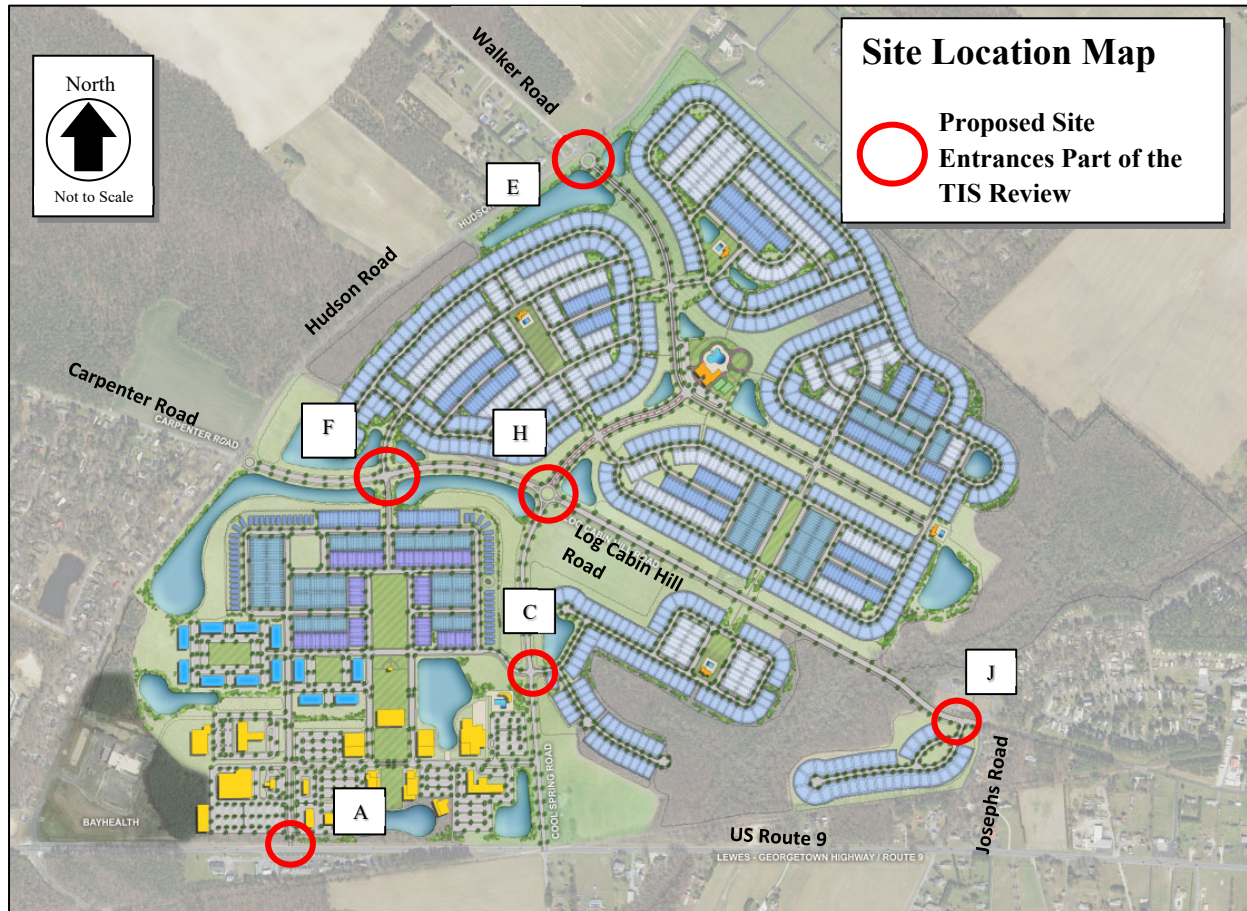 North
Not to Scale
Site Location Map
Proposed Site
Entrances Part of the
TIS Review
Walker Road
E
Hudson Road
Carpenter Road
CARPENTER ROAD
F
H
Log Cabin Hill
Road
C
J
Josephs Road
COOL SPRING ROAD
A
BAYHEALTH
US Route 9
LEWES - GEORGETOWN HIGHWAY / ROUTE 9